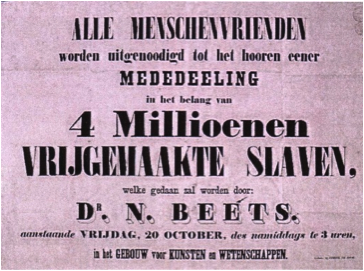 ALLE MENSCHENVRIENDEN
worden uitgenoodigd tot het hooren eener
MEDEDEELING
in het belang van
4 Millioenen
VRIJGEMAAKTE SLAVEN,
welke gedaan zal worden door:
DR. N. BEETS.
aanstaande VRIJDAG, 20 OCTOBER, des namiddags te 3 uren,
in het GEBOUW voor KUNSTEN en WETENSCHAPPEN.